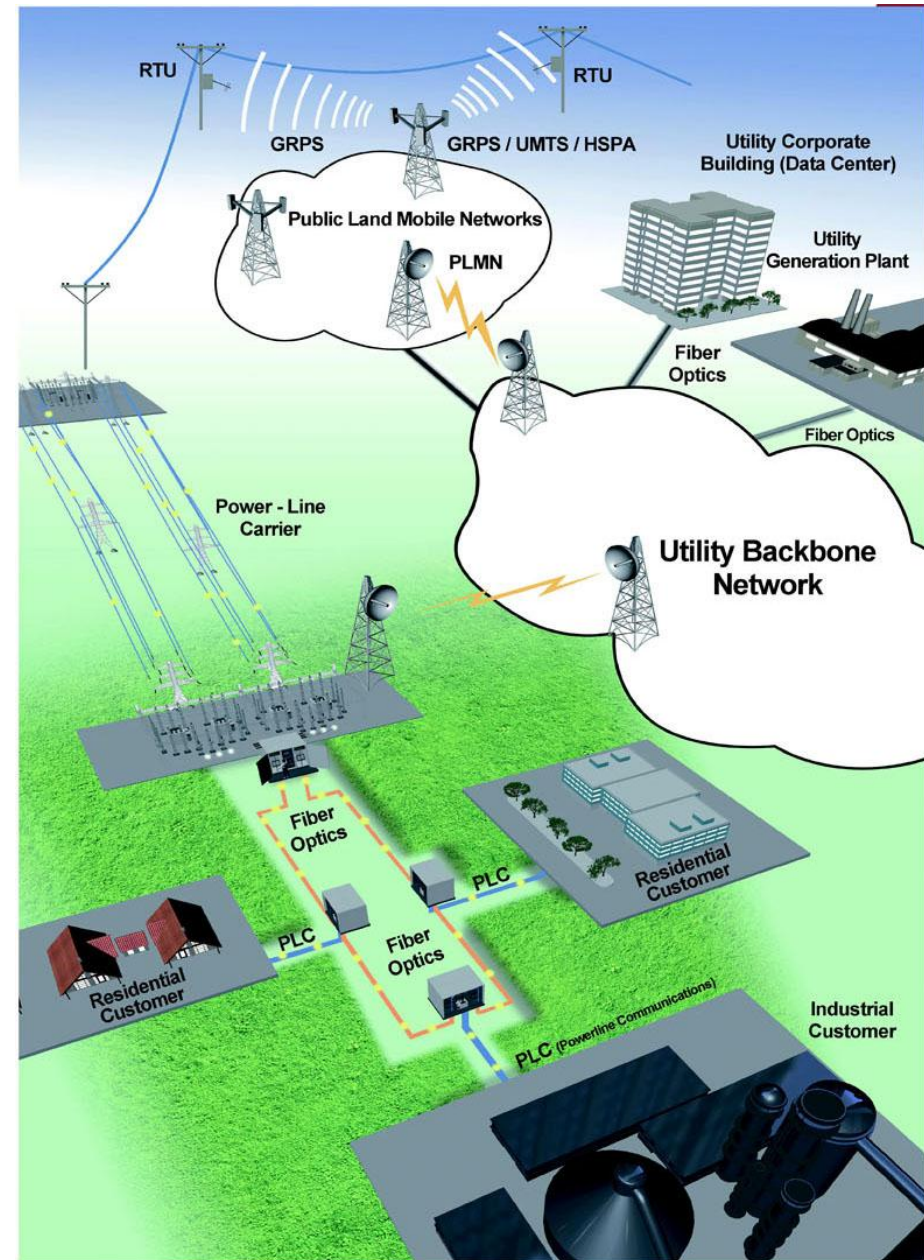 RTU
RTU
GRPS
GRPS / UMTS / HSPA
Utility Corporate
Building (Data Center)
Public Land Mobile Networks
PLMN
Utility
Generation Plant
Fiber
Optics
Fiber Optics
Power - Line
Carrier
Utility Backbone
Network
Fiber
Optics
PLC
Residential
Customer
PLC
Residential
Customer
Fiber
Optics
PLC (Powerline Communications)
Industrial
Customer